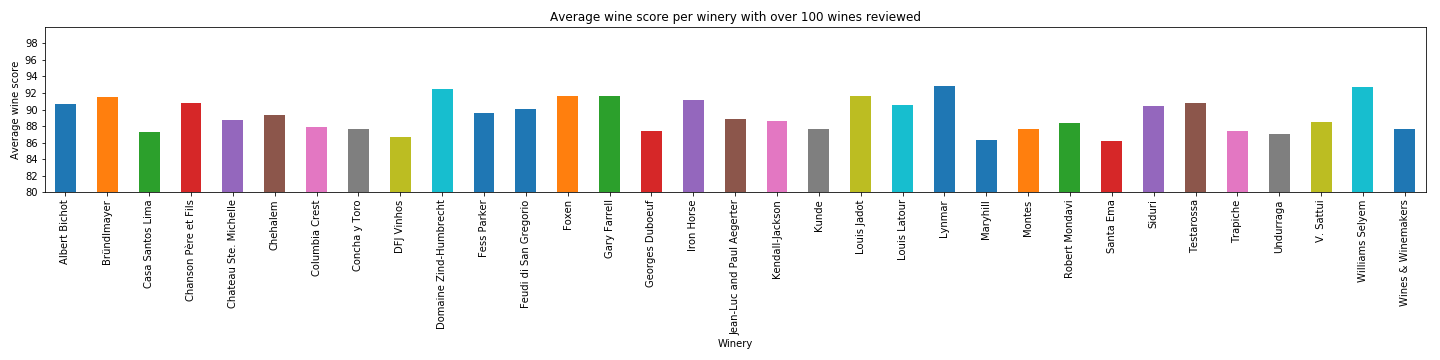 Average wine score per winery with over 100 wines reviewed
Average wine score
98
96
94
92
90
88
86
84
82
80
Albert Bichot
Bründlmayer
Casa Santos Lima
Chanson Père et Fils
Chateau Ste. Michelle
Chehalem
Columbia Crest
Concha y Toro
DFJ Vinhos
Domaine Zind-Humbrecht
Fess Parker
Feudi di San Gregorio
Foxen
Gary Farrell
Georges Duboeuf
Iron Horse
Jean-Luc and Paul Aegerter
Kendall-Jackson
Kunde
Louis Jadot
Louis Latour
Lynmar
Maryhill
Montes
Robert Mondavi
Santa Ema
Siduri
Testarossa
Trapiche
Undurraga
V. Sattui
Williams Selyem
Wines & Winemakers
Winery